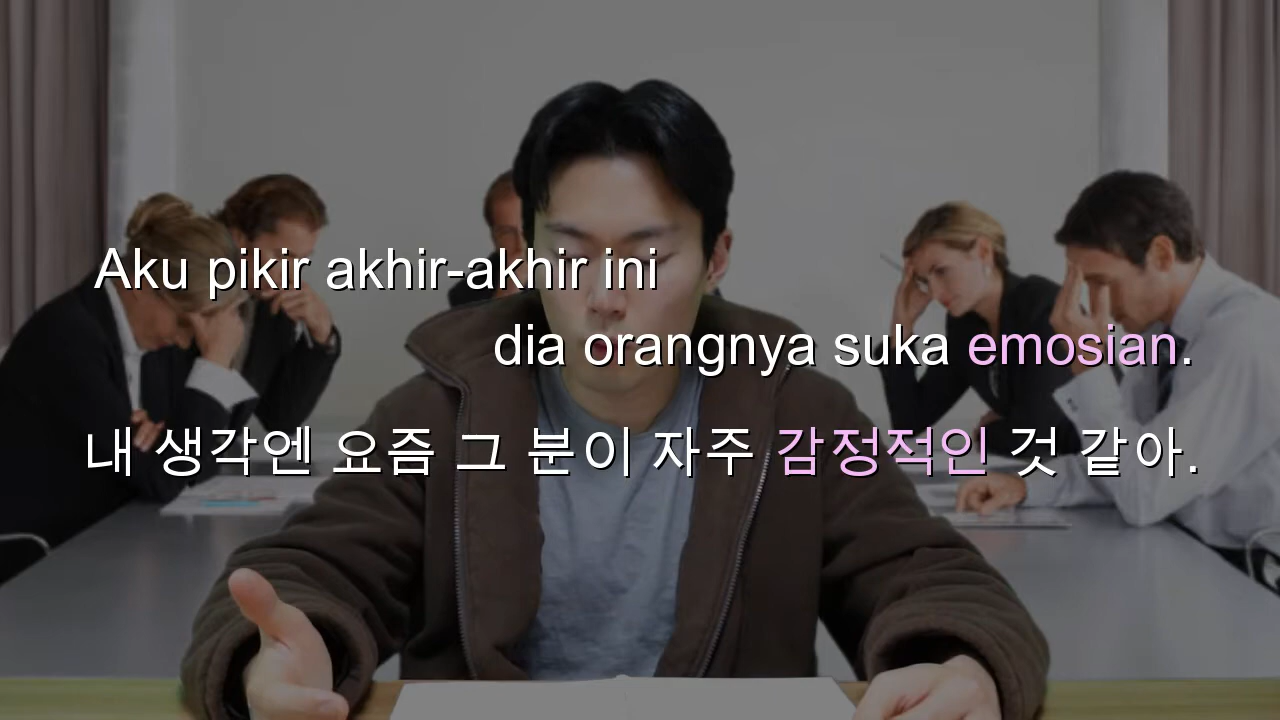 Aku pikir akhir-akhir ini
dia orangnya suka emosian.
내 생각엔 요즘 그 분이 자주 감정적인 것 같아.